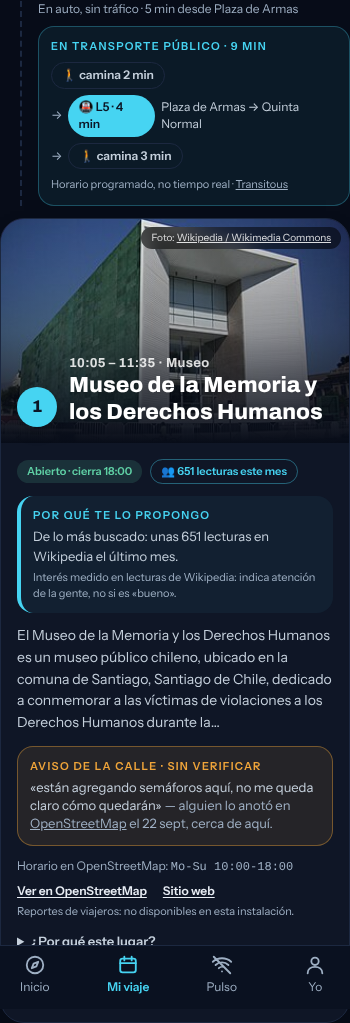 En auto, sin tráfico · 5 min desde Plaza de Armas
EN TRANSPORTE PÚBLICO · 9 MIN
🚶 camina 2 min
→ 🚇 L5 · 4 min Plaza de Armas → Quinta Normal
→ 🚶 camina 3 min
Horario programado, no tiempo real · Transitous
Foto: Wikipedia / Wikimedia Commons
10:05 – 11:35 · Museo
1
Museo de la Memoria y
los Derechos Humanos
Abierto · cierra 18:00
👥 651 lecturas este mes
POR QUÉ TE LO PROPONGO
De lo más buscado: unas 651 lecturas en
Wikipedia el último mes.
Interés medido en lecturas de Wikipedia: indica atención
de la gente, no si es «bueno».
El Museo de la Memoria y los Derechos Humanos
es un museo público chileno, ubicado en la
comuna de Santiago, Santiago de Chile, dedicado
a conmemorar a las víctimas de violaciones a los
Derechos Humanos durante la...
AVISO DE LA CALLE · SIN VERIFICAR
«están agregando semáforos aquí, no me queda
claro cómo quedarán» — alguien lo anotó en
OpenStreetMap el 22 sept, cerca de aquí.
Horario en OpenStreetMap: Mo-Su 10:00-18:00
Ver en OpenStreetMap Sitio web
Reportes de viajeros: no disponibles en esta instalación.
▶ ¿Por qué este lugar?
Inicio
Mi viaje
Pulso
Yo